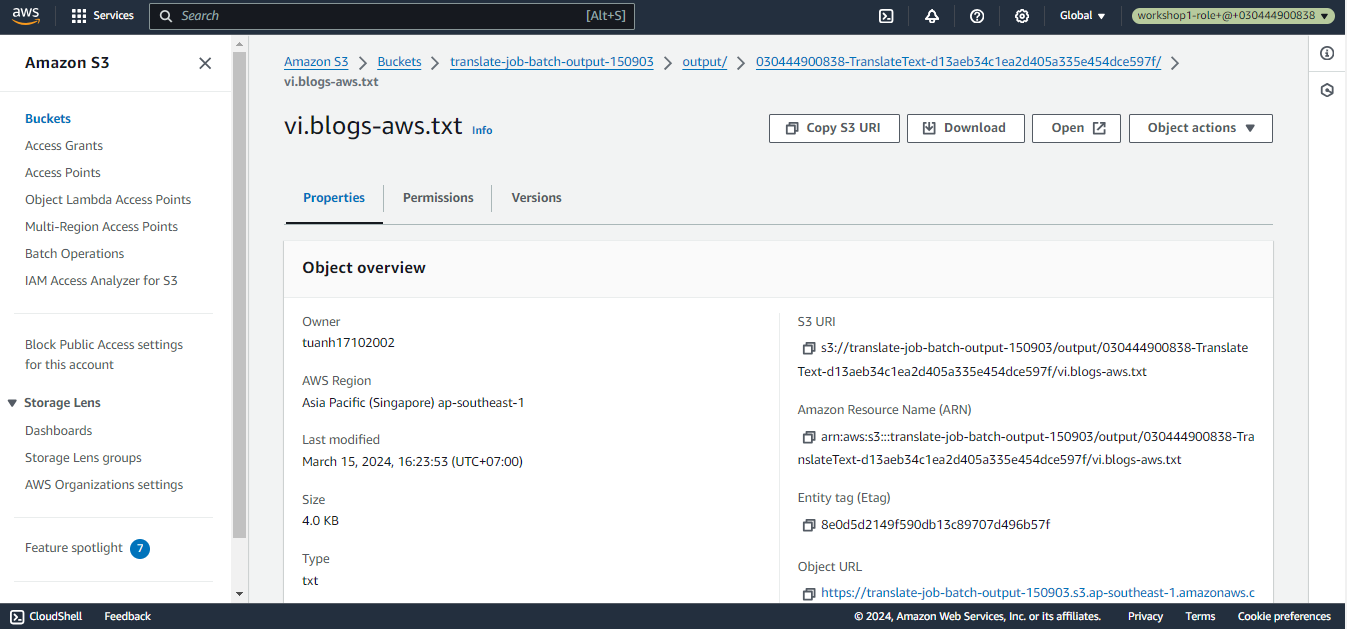 aws Services Search [Alt+S] Global workshop1-role+@+030444900838
Amazon S3
Buckets
Access Grants
Access Points
Object Lambda Access Points
Multi-Region Access Points
Batch Operations
IAM Access Analyzer for S3
Block Public Access settings
for this account
Storage Lens
Dashboards
Storage Lens groups
AWS Organizations settings
Feature spotlight 7
Amazon S3 Buckets translate-job-batch-output-150903 output/ 030444900838-TranslateText-d13aeb34c1ea2d405a335e454dce597f/
vi.blogs-aws.txt
vi.blogs-aws.txt Info
Copy S3 URI Download Open Object actions
Properties Permissions Versions
Object overview
Owner
tuanh17102002
AWS Region
Asia Pacific (Singapore) ap-southeast-1
Last modified
March 15, 2024, 16:23:53 (UTC+07:00)
Size
4.0 KB
Type
txt
S3 URI
s3://translate-job-batch-output-150903/output/030444900838-Translate
Text-d13aeb34c1ea2d405a335e454dce597f/vi.blogs-aws.txt
Amazon Resource Name (ARN)
arn:aws:s3:::translate-job-batch-output-150903/output/030444900838-Tra
nslateText-d13aeb34c1ea2d405a335e454dce597f/vi.blogs-aws.txt
Entity tag (Etag)
8e0d5d2149f590db13c89707d496b57f
Object URL
https://translate-job-batch-output-150903.s3.ap-southeast-1.amazonaws.c
CloudShell Feedback © 2024, Amazon Web Services, Inc. or its affiliates. Privacy Terms Cookie preferences